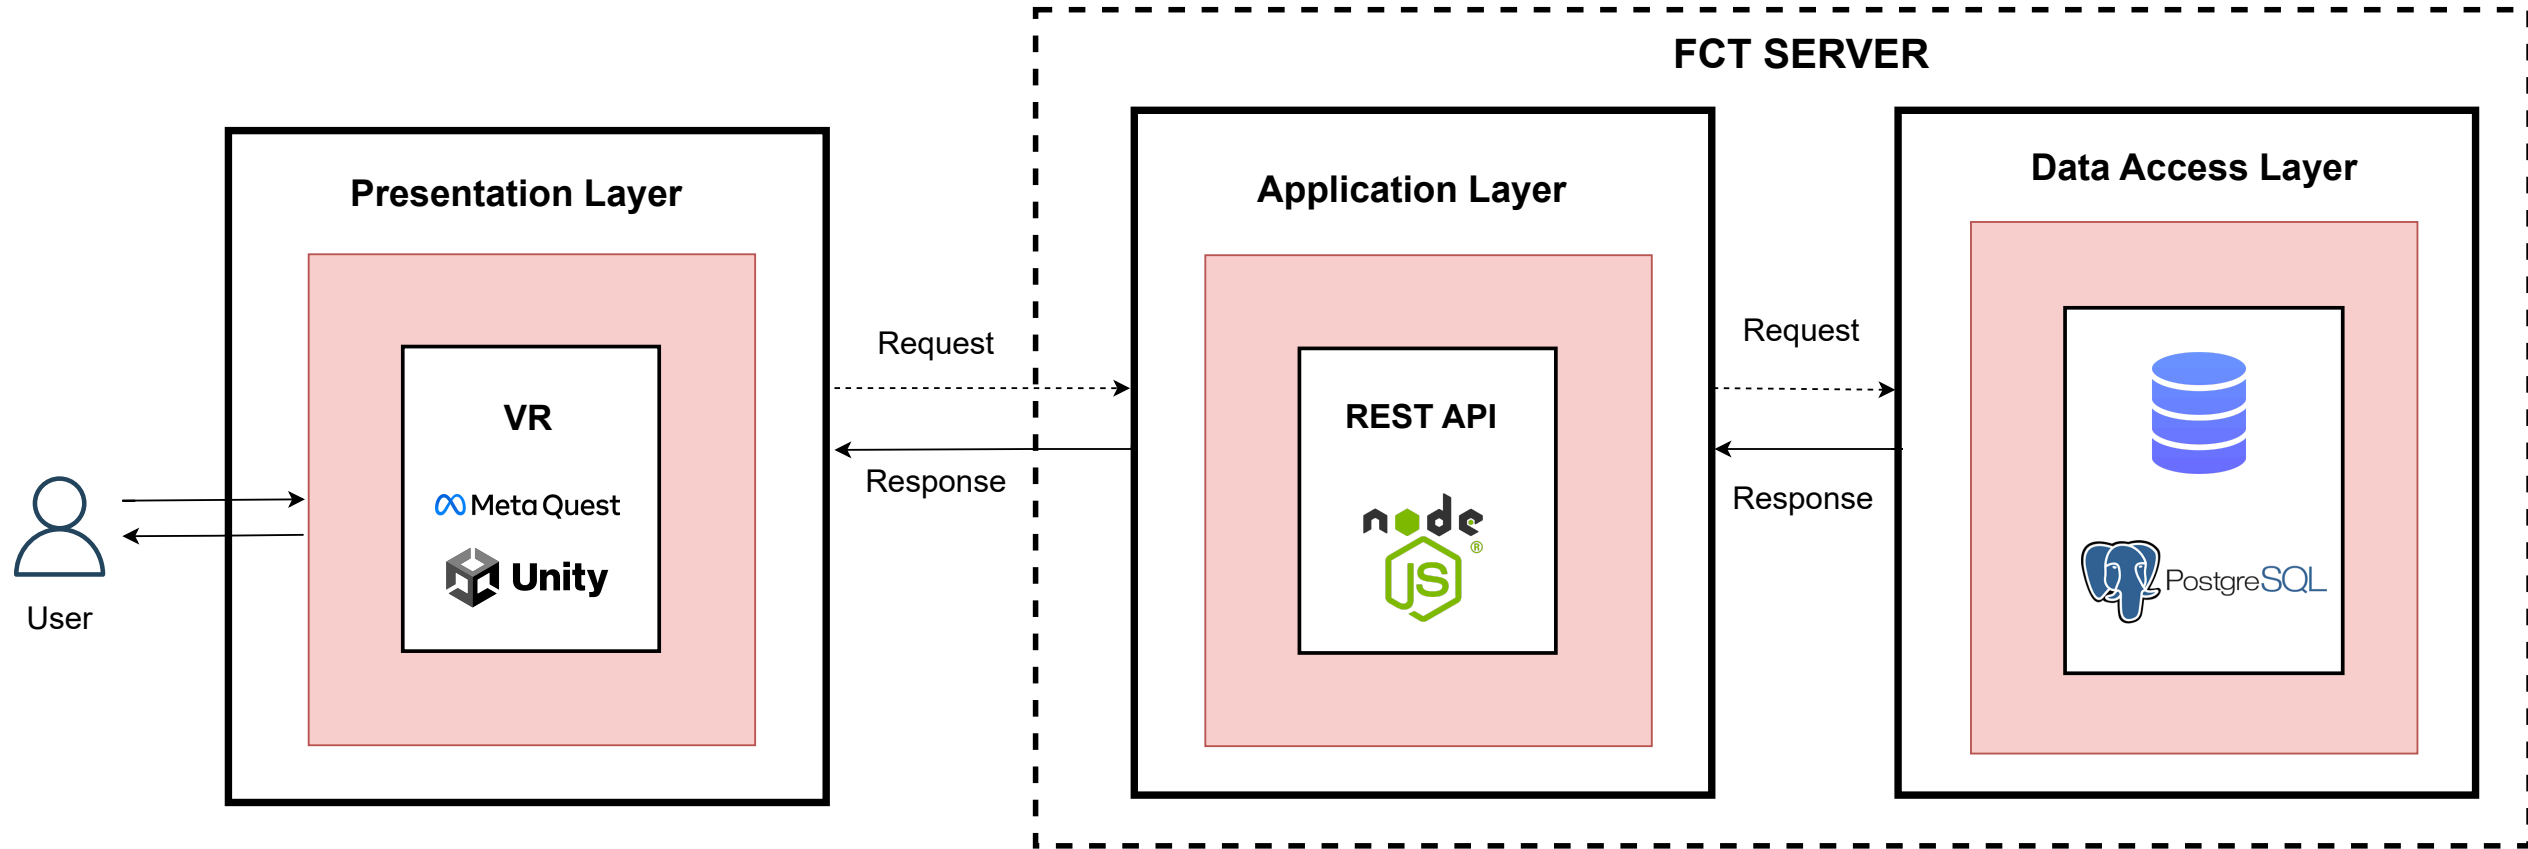 FCT SERVER
Presentation Layer
Application Layer
Data Access Layer
Request
Request
VR
REST API
Response
Response
Meta Quest
Unity
node
JS
®
PostgreSQL
User